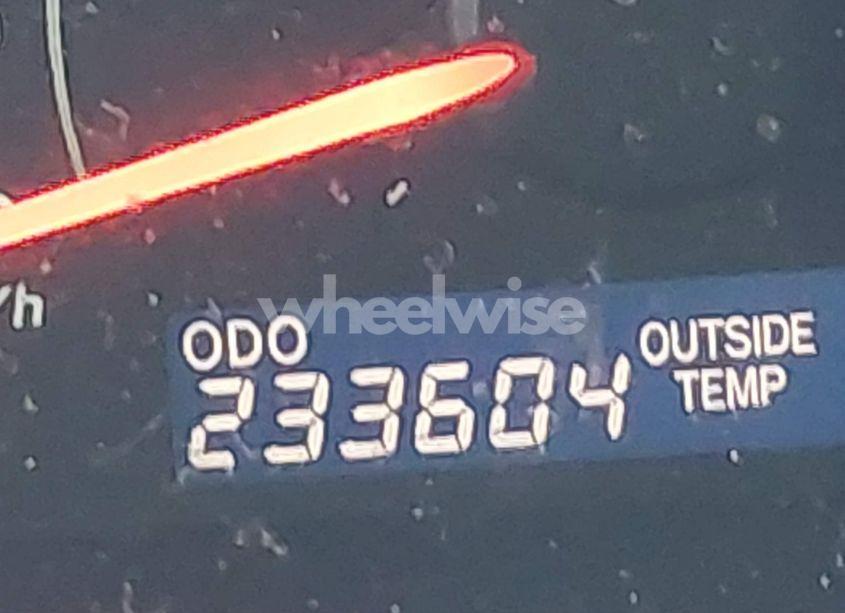 /h
wheelwise
ODO
233604
OUTSIDE
TEMP